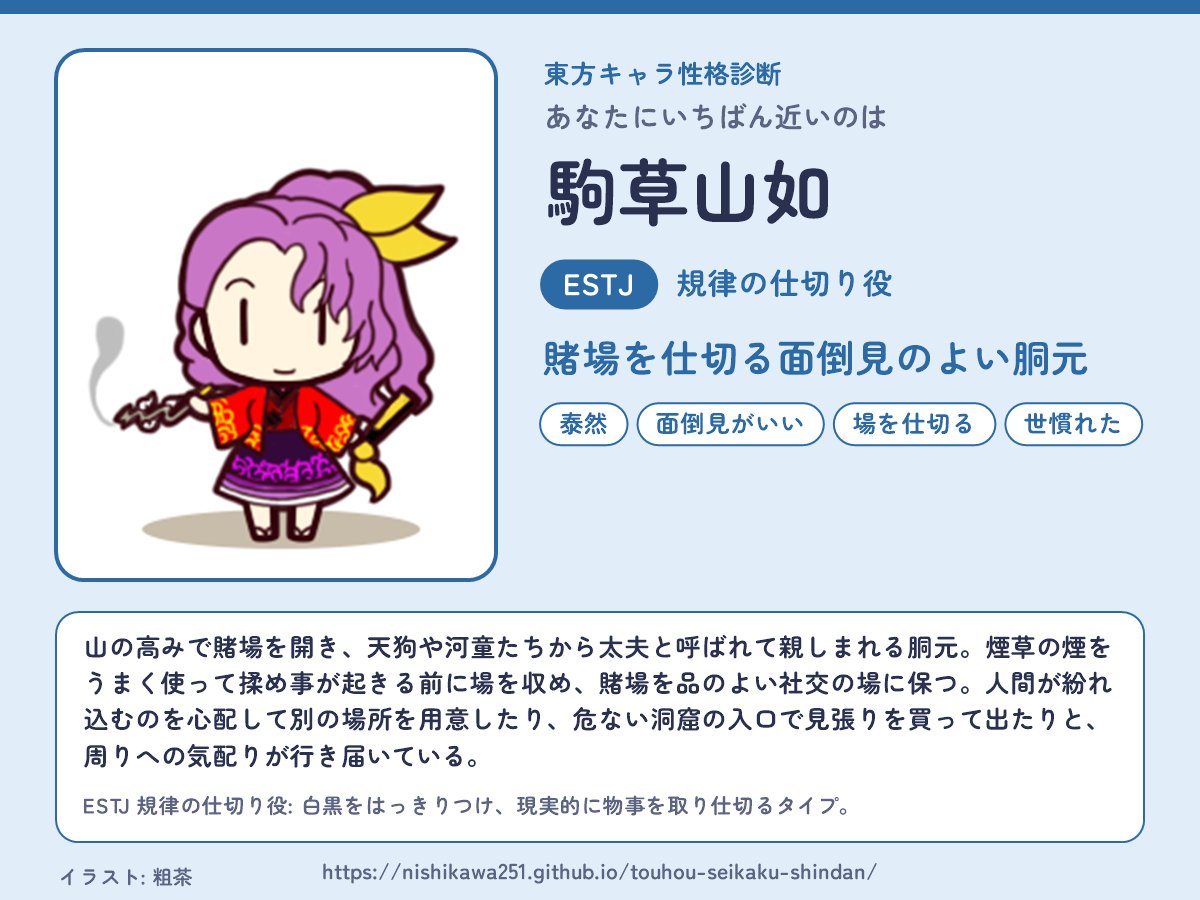 東方キャラ性格診断
あなたにいちばん近いのは
駒草山如
ESTJ 規律の仕切り役
賭場を仕切る面倒見のよい胴元
泰然 面倒見がいい 場を仕切る 世慣れた
山の高みで賭場を開き、天狗や河童たちから太夫と呼ばれて親しまれる胴元。煙草の煙を
うまく使って揉め事が起きる前に場を収め、賭場を品のよい社交の場に保つ。人間が紛れ
込むのを心配して別の場所を用意したり、危ない洞窟の入口で見張りを買って出たりと、
周りへの気配りが行き届いている。
ESTJ 規律の仕切り役: 白黒をはっきりつけ、現実的に物事を取り仕切るタイプ。
イラスト: 粗茶
https://nishikawa251.github.io/touhou-seikaku-shindan/